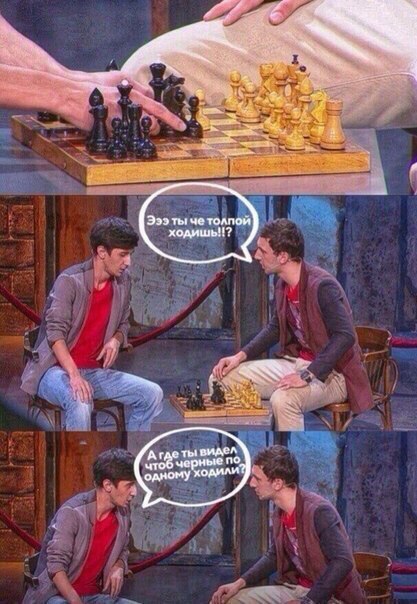 Эээ ты че толпой
ходишь!!?
А где ты видел
чтоб черные по
одному ходили?